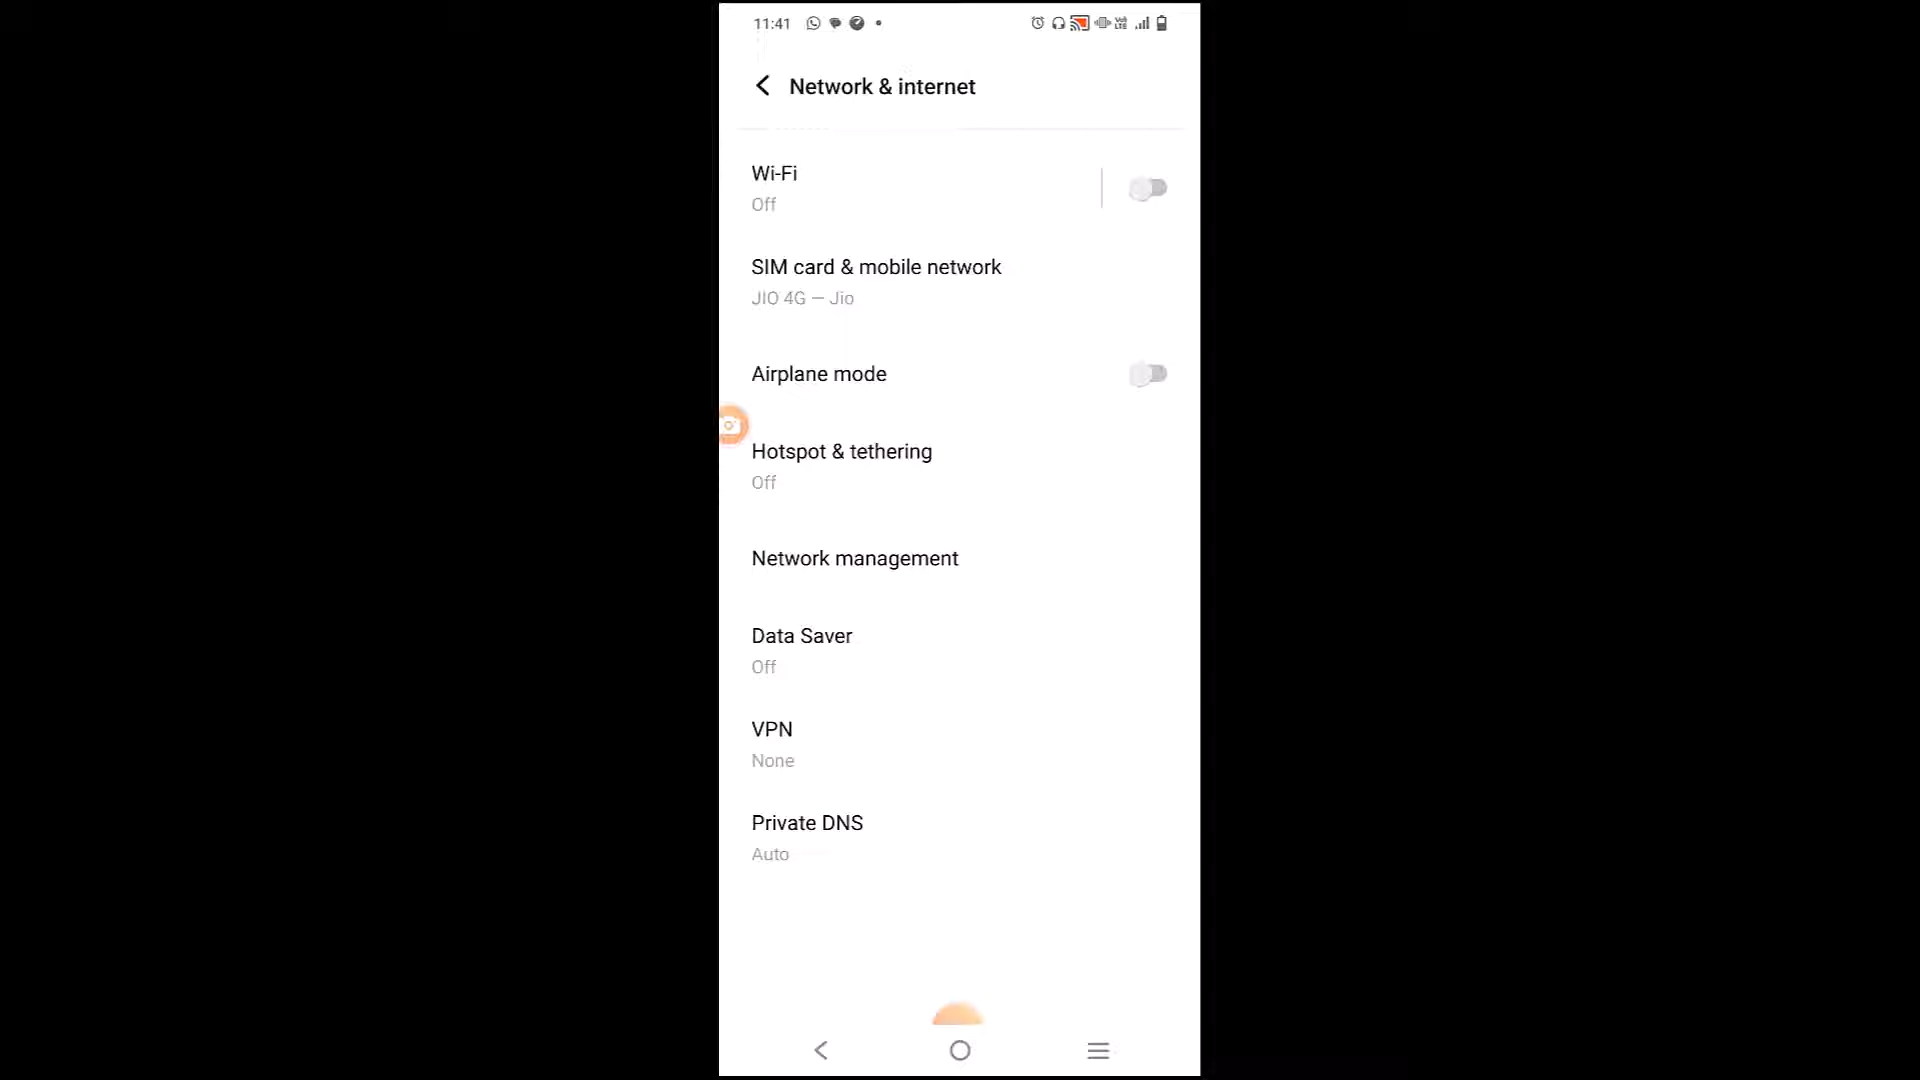 11:41
Network & internet
Wi-Fi
Off
SIM card & mobile network
JIO 4G — Jio
Airplane mode
Hotspot & tethering
Off
Network management
Data Saver
Off
VPN
None
Private DNS
Auto